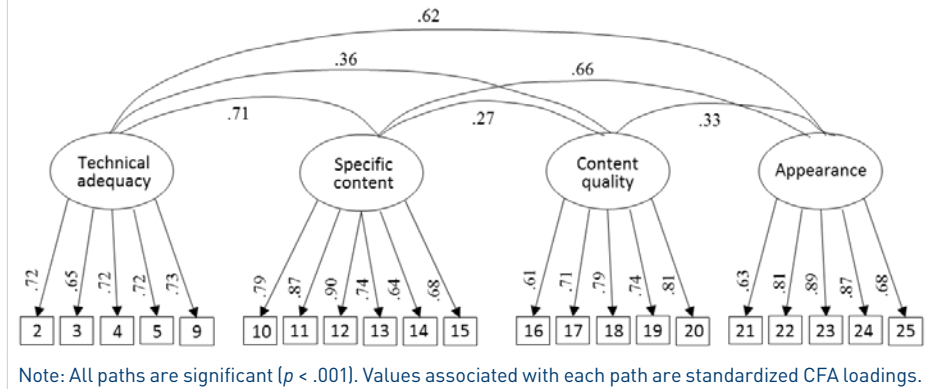 .62
.36
.66
.71
.27
.33
Technical
adequacy
Specific
content
Content
quality
Appearance
.72 .65 .72 .72 .73
.79 .87 .90 .74 .64 .68
.61 .71 .79 .74 .81
.63 .81 .89 .87 .68
2 3 4 5 9
10 11 12 13 14 15
16 17 18 19 20
21 22 23 24 25
Note: All paths are significant (p < .001). Values associated with each path are standardized CFA loadings.